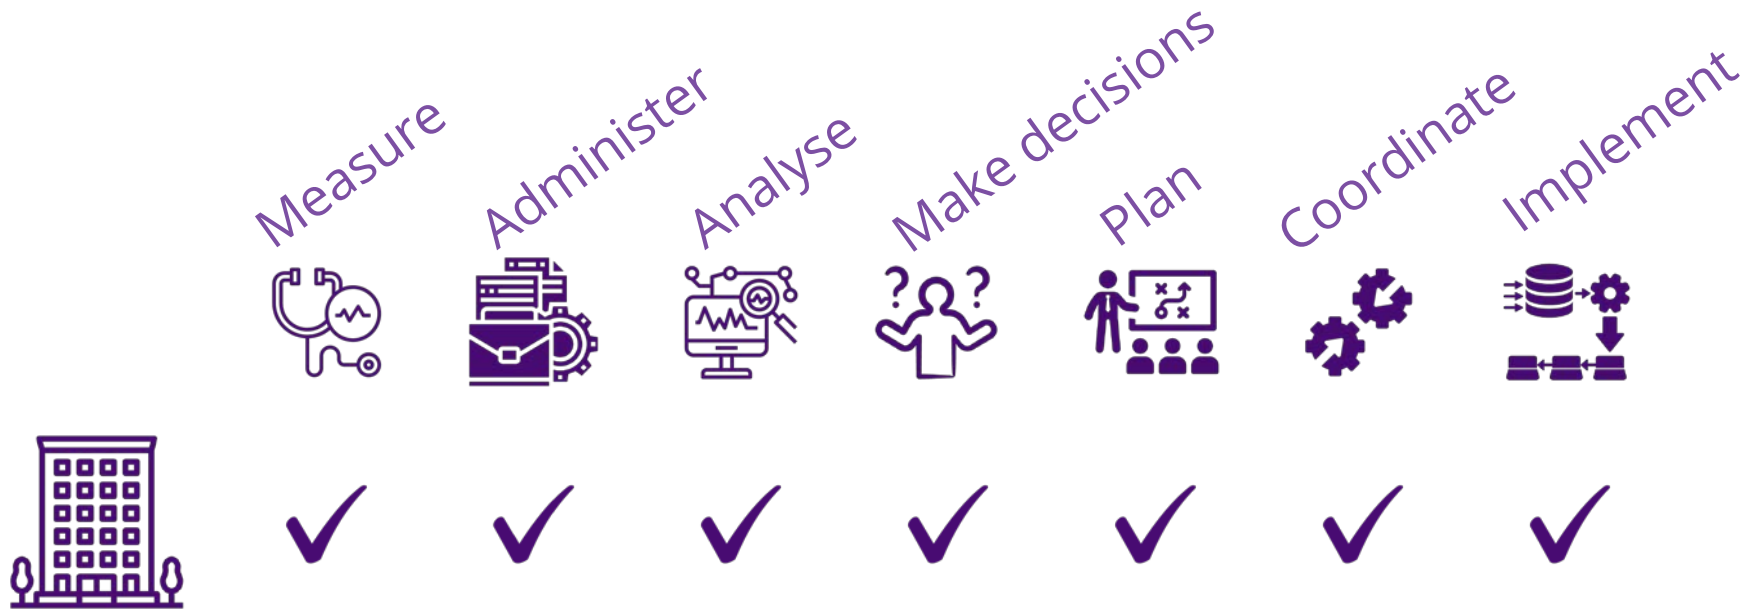 Measure
Administer
Analyse
Make decisions
Plan
Coordinate
Implement